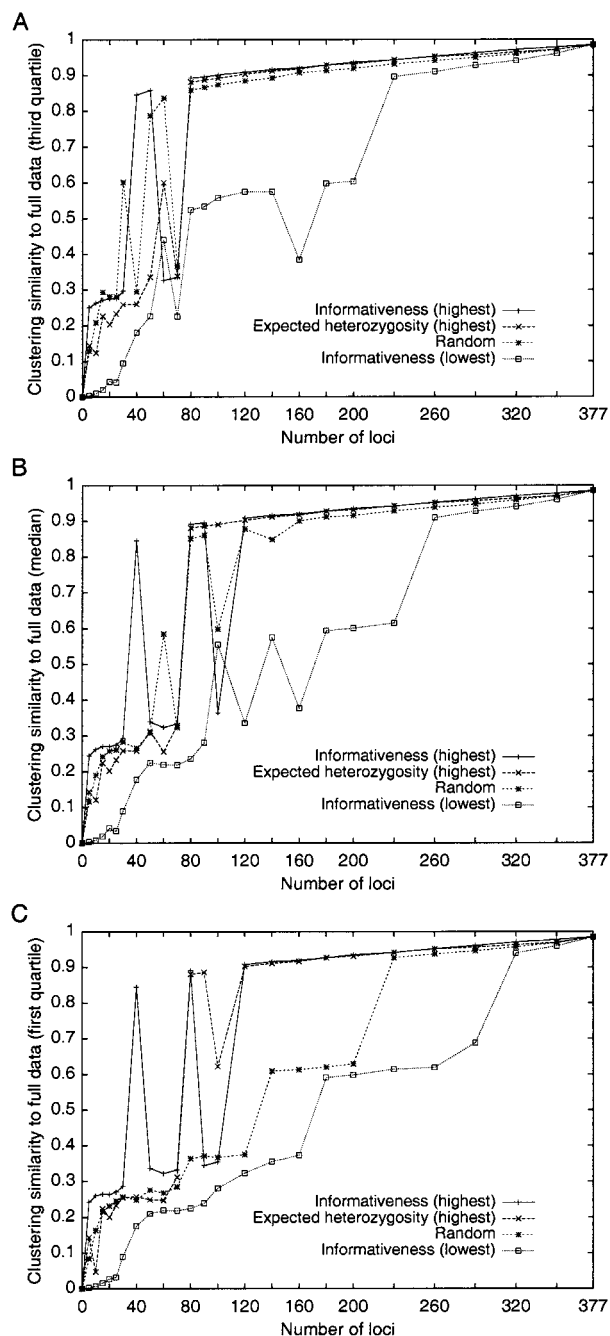 A
Clustering similarity to full data (third quartile)
1
0.9
0.8
0.7
0.6
0.5
0.4
0.3
0.2
0.1
0
Informativeness (highest)
Expected heterozygosity (highest)
Random
Informativeness (lowest)
0 40 80 120 160 200 260 320 377
Number of loci
B
Clustering similarity to full data (median)
1
0.9
0.8
0.7
0.6
0.5
0.4
0.3
0.2
0.1
0
Informativeness (highest)
Expected heterozygosity (highest)
Random
Informativeness (lowest)
0 40 80 120 160 200 260 320 377
Number of loci
C
Clustering similarity to full data (first quartile)
1
0.9
0.8
0.7
0.6
0.5
0.4
0.3
0.2
0.1
0
Informativeness (highest)
Expected heterozygosity (highest)
Random
Informativeness (lowest)
0 40 80 120 160 200 260 320 377
Number of loci